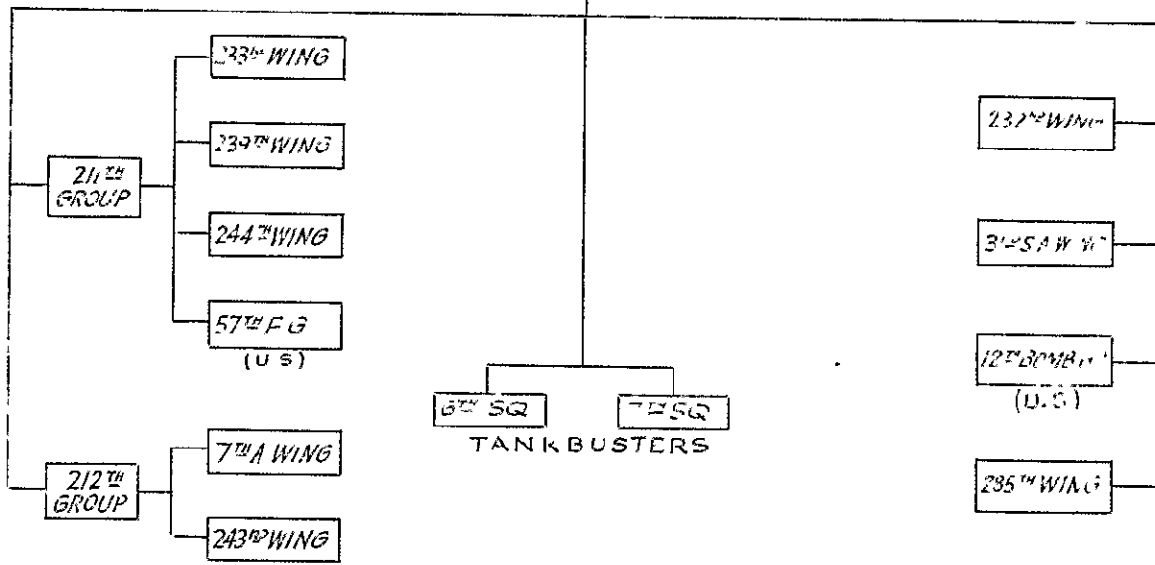 233RD WING
239TH WING
211TH
GROUP
244TH WING
57TH F G
(U S)
212TH
GROUP
7TH A WING
243RD WING
6TH SQ
7TH SQ
TANKBUSTERS
232ND WING
3RD S A W
12TH BOMB
(U.S)
285TH WING